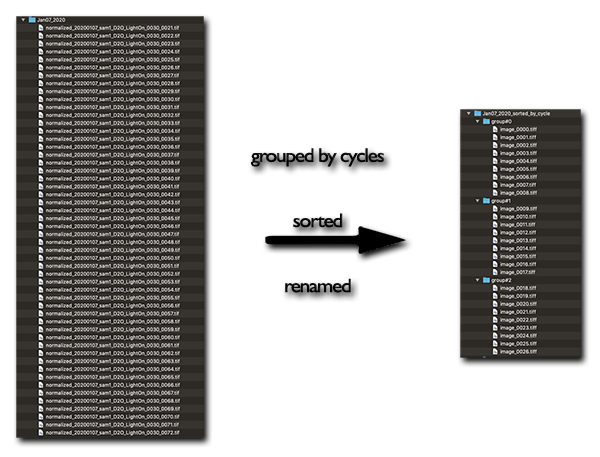 Jan07_2020
normalized_20200107_sam1_D2O_LightOn_0030_0021.tif
normalized_20200107_sam1_D2O_LightOn_0030_0022.tif
normalized_20200107_sam1_D2O_LightOn_0030_0023.tif
normalized_20200107_sam1_D2O_LightOn_0030_0024.tif
normalized_20200107_sam1_D2O_LightOn_0030_0025.tif
normalized_20200107_sam1_D2O_LightOn_0030_0026.tif
normalized_20200107_sam1_D2O_LightOn_0030_0027.tif
normalized_20200107_sam1_D2O_LightOn_0030_0028.tif
normalized_20200107_sam1_D2O_LightOn_0030_0029.tif
normalized_20200107_sam1_D2O_LightOn_0030_0030.tif
normalized_20200107_sam1_D2O_LightOn_0030_0031.tif
normalized_20200107_sam1_D2O_LightOn_0030_0032.tif
normalized_20200107_sam1_D2O_LightOn_0030_0033.tif
normalized_20200107_sam1_D2O_LightOn_0030_0034.tif
normalized_20200107_sam1_D2O_LightOn_0030_0035.tif
normalized_20200107_sam1_D2O_LightOn_0030_0036.tif
normalized_20200107_sam1_D2O_LightOn_0030_0037.tif
normalized_20200107_sam1_D2O_LightOn_0030_0038.tif
normalized_20200107_sam1_D2O_LightOn_0030_0039.tif
normalized_20200107_sam1_D2O_LightOn_0030_0040.tif
normalized_20200107_sam1_D2O_LightOn_0030_0041.tif
normalized_20200107_sam1_D2O_LightOn_0030_0042.tif
normalized_20200107_sam1_D2O_LightOn_0030_0043.tif
normalized_20200107_sam1_D2O_LightOn_0030_0044.tif
normalized_20200107_sam1_D2O_LightOn_0030_0045.tif
normalized_20200107_sam1_D2O_LightOn_0030_0046.tif
normalized_20200107_sam1_D2O_LightOn_0030_0047.tif
normalized_20200107_sam1_D2O_LightOn_0030_0048.tif
normalized_20200107_sam1_D2O_LightOn_0030_0049.tif
normalized_20200107_sam1_D2O_LightOn_0030_0050.tif
normalized_20200107_sam1_D2O_LightOn_0030_0051.tif
normalized_20200107_sam1_D2O_LightOn_0030_0052.tif
normalized_20200107_sam1_D2O_LightOn_0030_0053.tif
normalized_20200107_sam1_D2O_LightOn_0030_0054.tif
normalized_20200107_sam1_D2O_LightOn_0030_0055.tif
normalized_20200107_sam1_D2O_LightOn_0030_0056.tif
normalized_20200107_sam1_D2O_LightOn_0030_0057.tif
normalized_20200107_sam1_D2O_LightOn_0030_0058.tif
normalized_20200107_sam1_D2O_LightOn_0030_0059.tif
normalized_20200107_sam1_D2O_LightOn_0030_0060.tif
normalized_20200107_sam1_D2O_LightOn_0030_0061.tif
normalized_20200107_sam1_D2O_LightOn_0030_0062.tif
normalized_20200107_sam1_D2O_LightOn_0030_0063.tif
normalized_20200107_sam1_D2O_LightOn_0030_0064.tif
normalized_20200107_sam1_D2O_LightOn_0030_0065.tif
normalized_20200107_sam1_D2O_LightOn_0030_0066.tif
normalized_20200107_sam1_D2O_LightOn_0030_0067.tif
normalized_20200107_sam1_D2O_LightOn_0030_0068.tif
normalized_20200107_sam1_D2O_LightOn_0030_0069.tif
normalized_20200107_sam1_D2O_LightOn_0030_0070.tif
normalized_20200107_sam1_D2O_LightOn_0030_0071.tif
normalized_20200107_sam1_D2O_LightOn_0030_0072.tif
grouped by cycles
sorted
renamed
Jan07_2020_sorted_by_cycle
group#0
image_0000.tiff
image_0001.tiff
image_0002.tiff
image_0003.tiff
image_0004.tiff
image_0005.tiff
image_0006.tiff
image_0007.tiff
image_0008.tiff
group#1
image_0009.tiff
image_0010.tiff
image_0011.tiff
image_0012.tiff
image_0013.tiff
image_0014.tiff
image_0015.tiff
image_0016.tiff
image_0017.tiff
group#2
image_0018.tiff
image_0019.tiff
image_0020.tiff
image_0021.tiff
image_0022.tiff
image_0023.tiff
image_0024.tiff
image_0025.tiff
image_0026.tiff